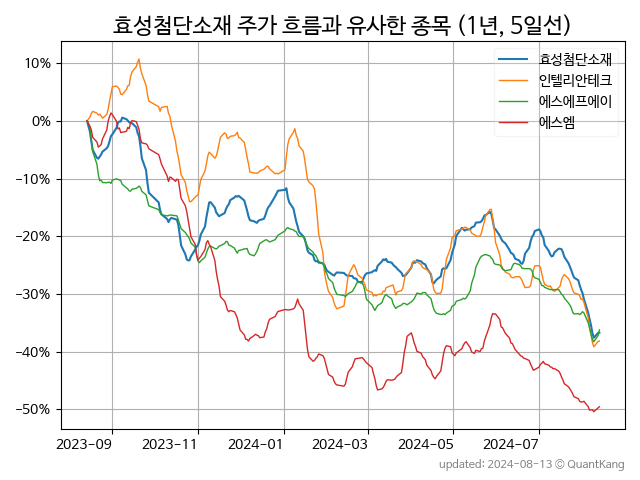 효성첨단소재 주가 흐름과 유사한 종목 (1년, 5일선)
효성첨단소재
인텔리안테크
에스에프에이
에스엠
10%
0%
−10%
−20%
−30%
−40%
−50%
2023-09
2023-11
2024-01
2024-03
2024-05
2024-07
updated: 2024-08-13 © QuantKang